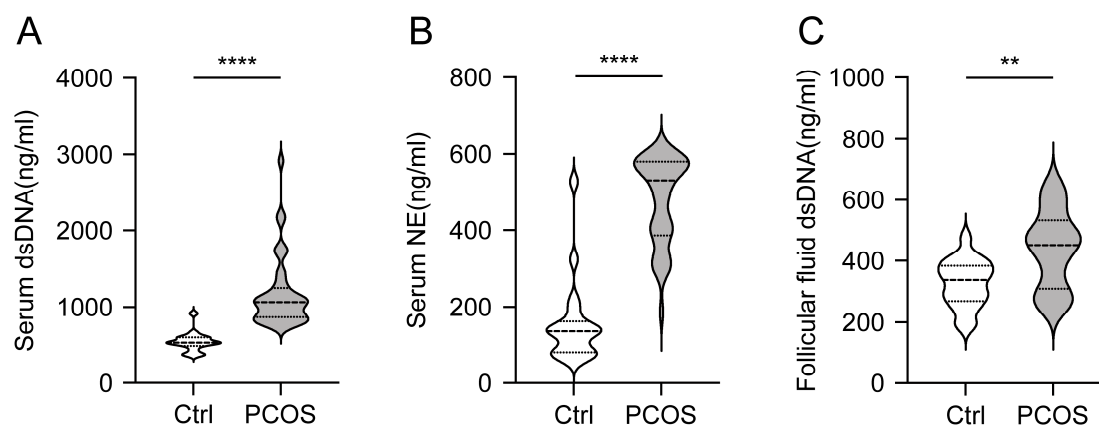 A
Serum dsDNA(ng/ml)
4000
3000
2000
1000
0
****
Ctrl
PCOS
B
Serum NE(ng/ml)
800
600
400
200
0
****
Ctrl
PCOS
C
Follicular fluid dsDNA(ng/ml)
1000
800
600
400
200
0
**
Ctrl
PCOS